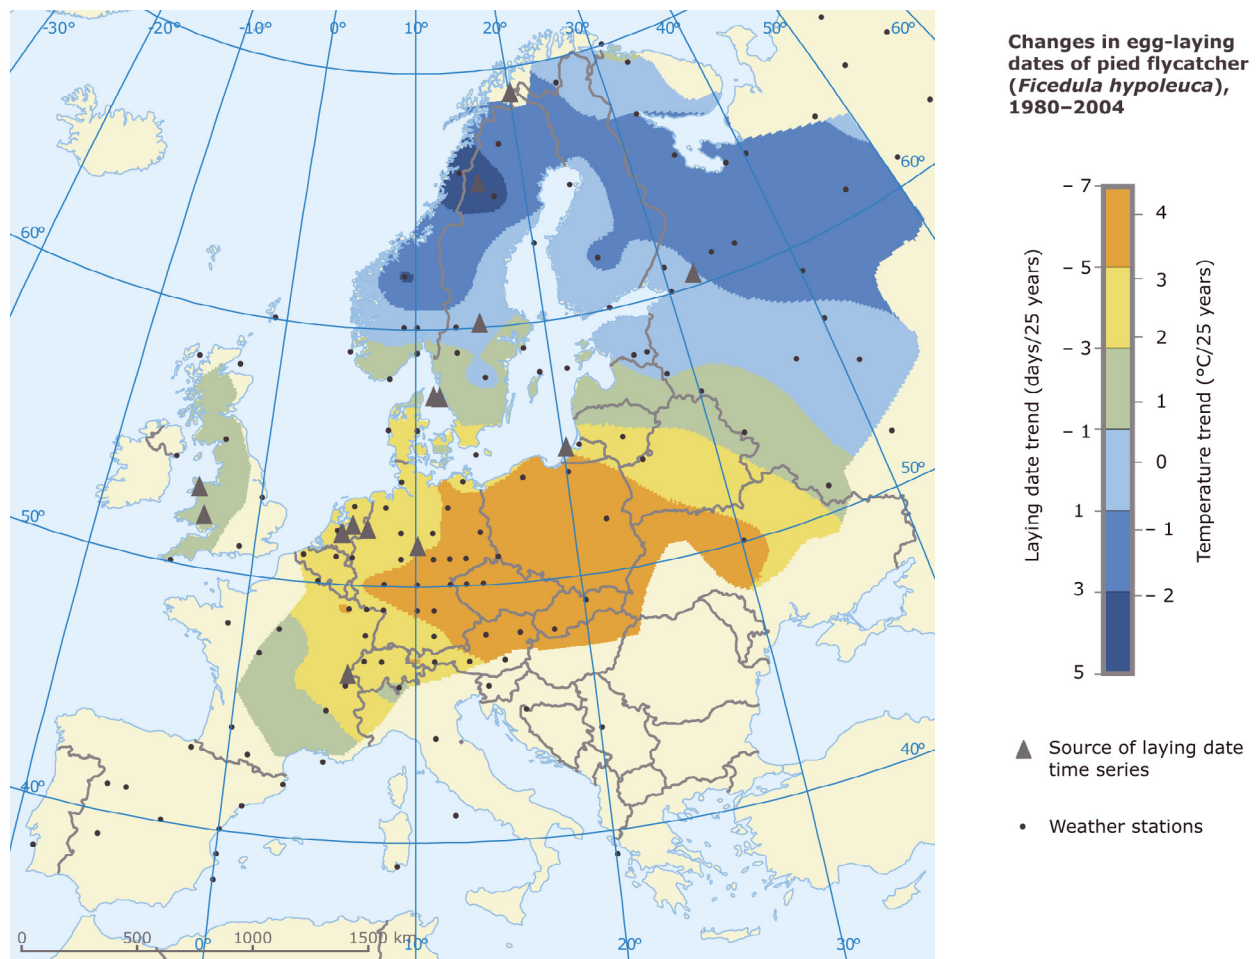 -30° -20° -10° 0° 10° 20° 30° 40° 50° 60°
60°
60°
50°
50°
40°
40°
0 500 1000 1500 km
0° 10° 20° 30°
Changes in egg-laying
dates of pied flycatcher
(Ficedula hypoleuca),
1980–2004
Laying date trend (days/25 years)
– 7
– 5
– 3
– 1
1
3
5
4
3
2
1
0
– 1
– 2
Temperature trend (°C/25 years)
Source of laying date
time series
Weather stations